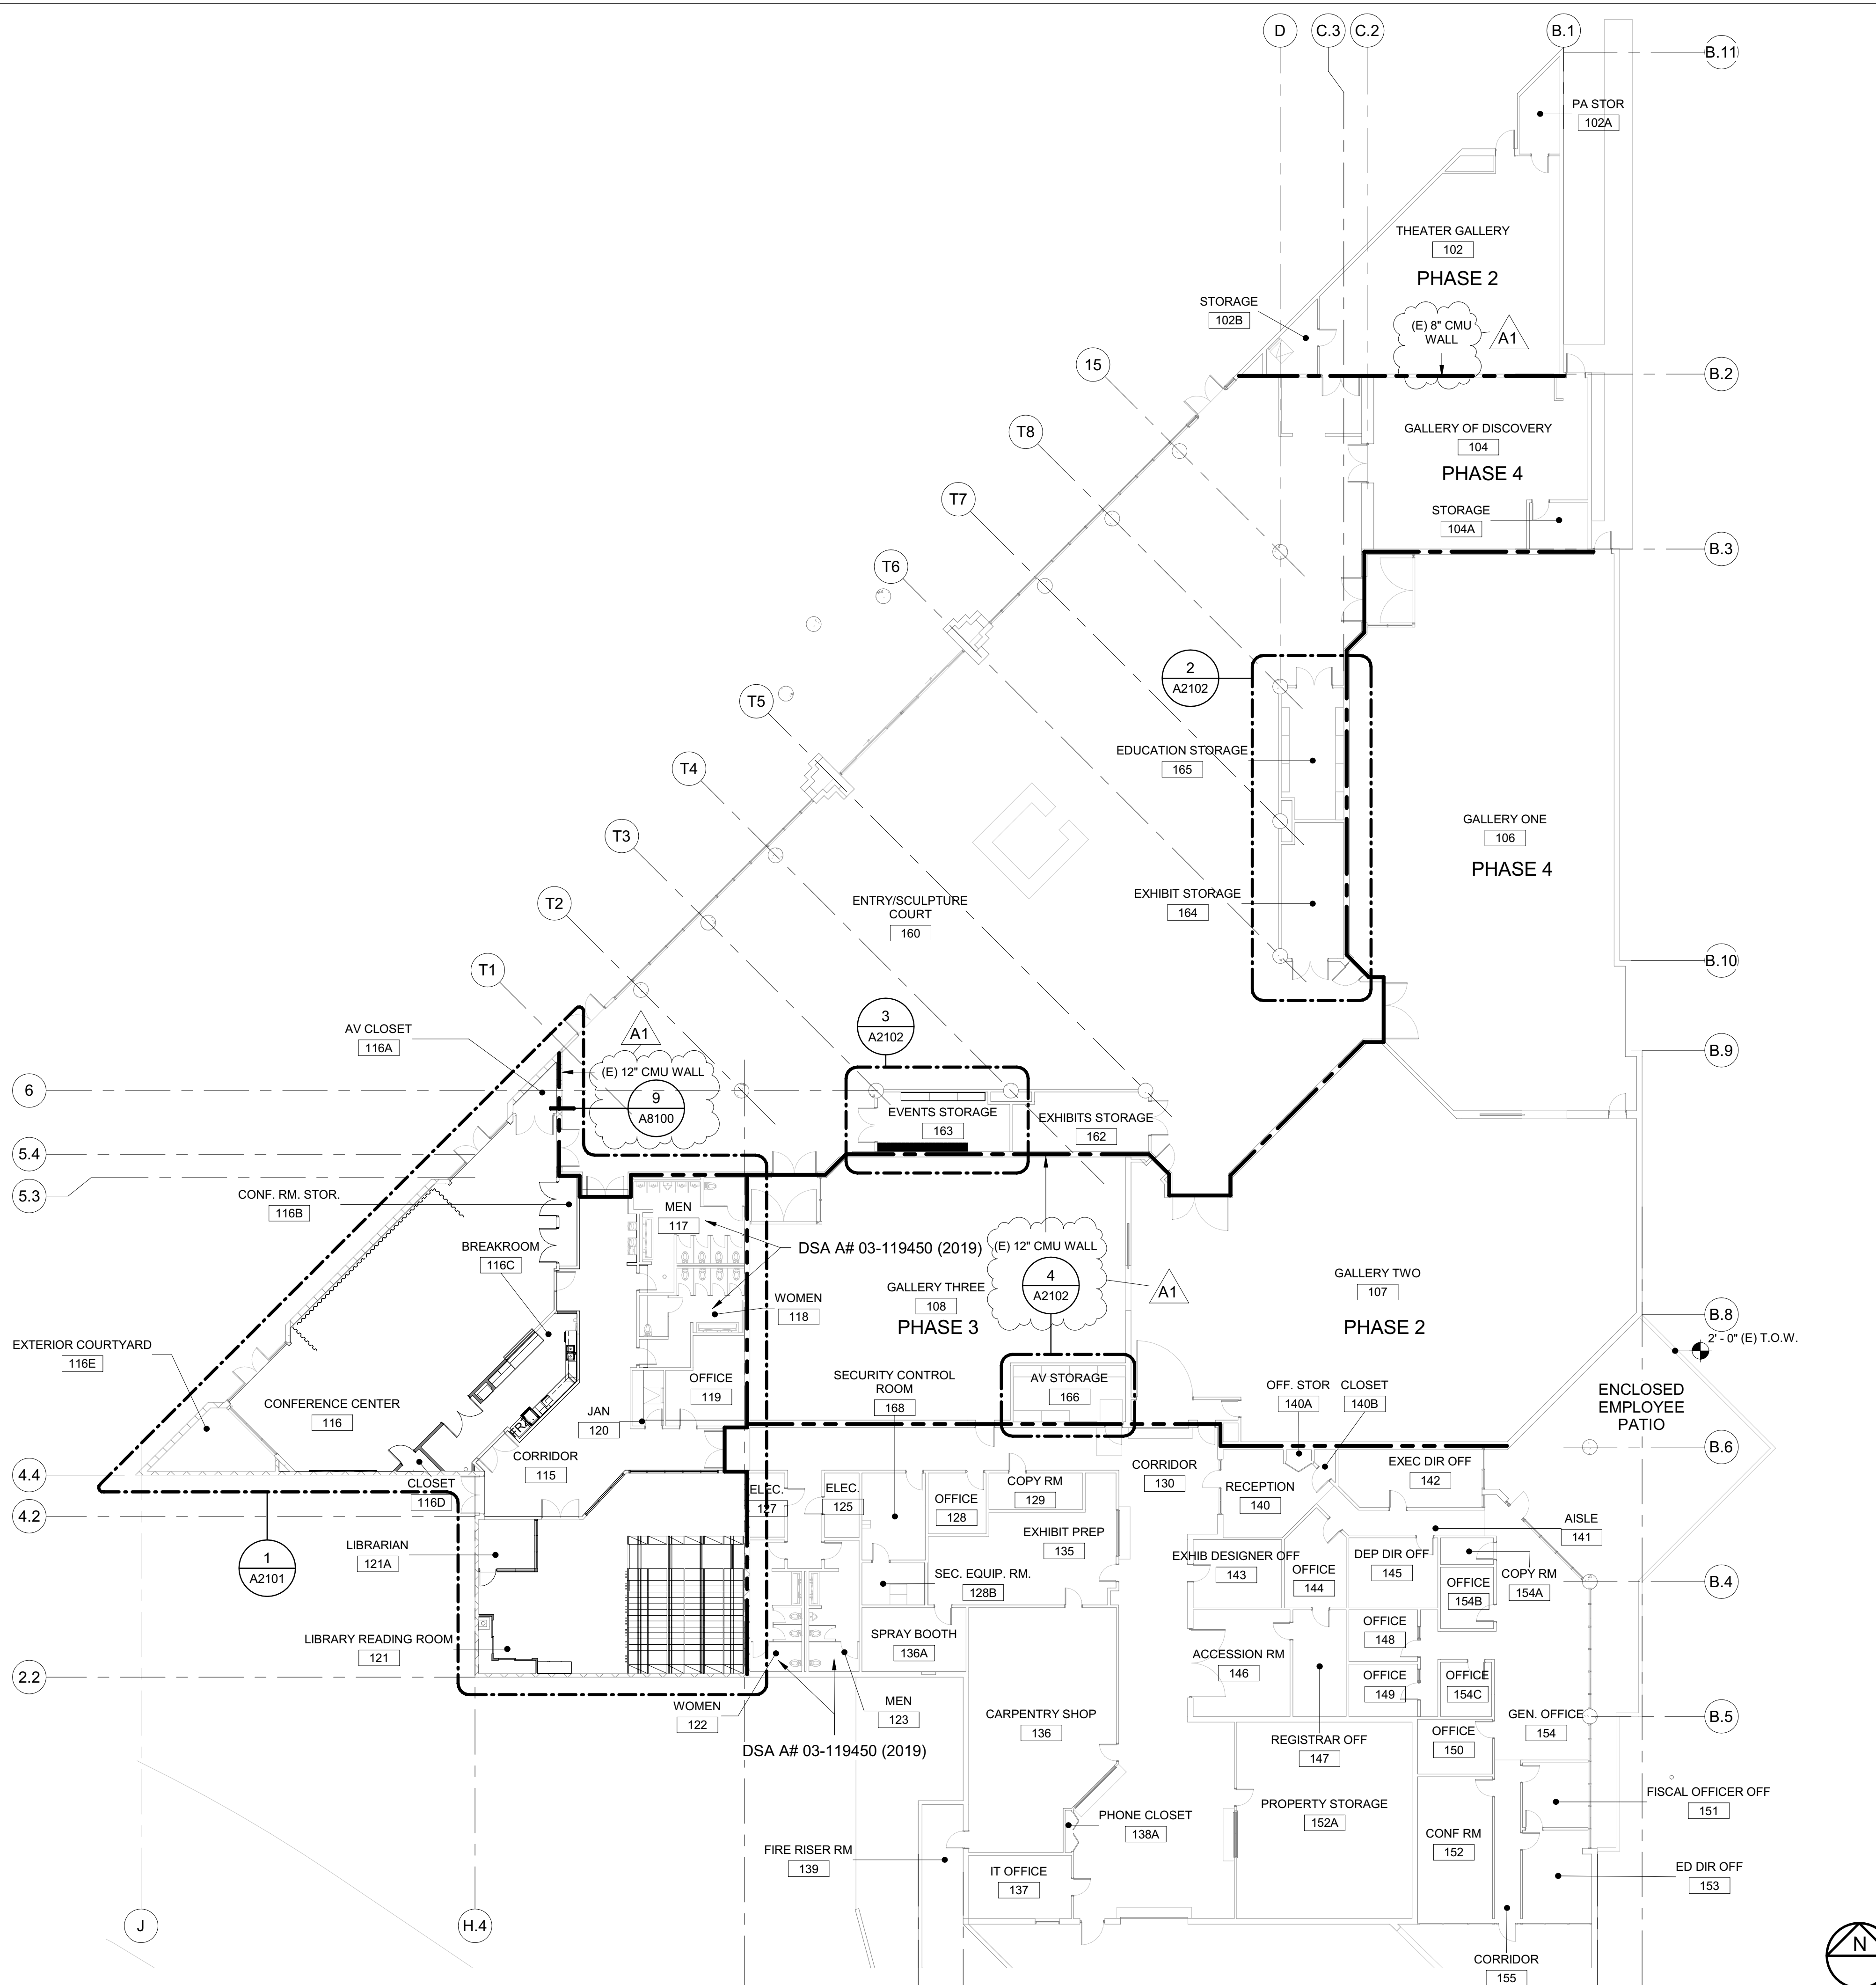 D
C.3
C.2
B.1
B.11
PA STOR
102A
THEATER GALLERY
102
PHASE 2
STORAGE
102B
(E) 8" CMU
WALL
A1
15
B.2
T8
GALLERY OF DISCOVERY
104
PHASE 4
T7
STORAGE
104A
B.3
T6
2
A2102
T5
EDUCATION STORAGE
165
T4
GALLERY ONE
106
PHASE 4
T3
EXHIBIT STORAGE
164
ENTRY/SCULPTURE
COURT
160
T2
B.10
T1
3
A2102
AV CLOSET
116A
A1
B.9
(E) 12" CMU WALL
9
A8100
6
EVENTS STORAGE
163
EXHIBITS STORAGE
162
5.4
5.3
CONF. RM. STOR.
116B
MEN
117
BREAKROOM
116C
DSA A# 03-119450 (2019)
(E) 12" CMU WALL
4
A2102
A1
GALLERY THREE
108
PHASE 3
GALLERY TWO
107
PHASE 2
WOMEN
118
B.8
2' - 0" (E) T.O.W.
EXTERIOR COURTYARD
116E
OFFICE
119
SECURITY CONTROL
ROOM
168
AV STORAGE
166
OFF. STOR
140A
CLOSET
140B
ENCLOSED
EMPLOYEE
PATIO
CONFERENCE CENTER
116
JAN
120
FRZ
B.6
CORRIDOR
115
4.4
CLOSET
116D
ELEC.
127
ELEC.
125
OFFICE
128
COPY RM
129
CORRIDOR
130
RECEPTION
140
EXEC DIR OFF
142
4.2
AISLE
141
EXHIBIT PREP
135
LIBRARIAN
121A
1
A2101
EXHIB DESIGNER OFF
143
OFFICE
144
DEP DIR OFF
145
COPY RM
154A
B.4
SEC. EQUIP. RM.
128B
OFFICE
154B
LIBRARY READING ROOM
121
SPRAY BOOTH
136A
OFFICE
148
ACCESSION RM
146
2.2
OFFICE
149
OFFICE
154C
WOMEN
122
MEN
123
CARPENTRY SHOP
136
GEN. OFFICE
154
B.5
DSA A# 03-119450 (2019)
REGISTRAR OFF
147
OFFICE
150
FISCAL OFFICER OFF
151
PROPERTY STORAGE
152A
PHONE CLOSET
138A
CONF RM
152
FIRE RISER RM
139
IT OFFICE
137
ED DIR OFF
153
J
H.4
CORRIDOR
155
N